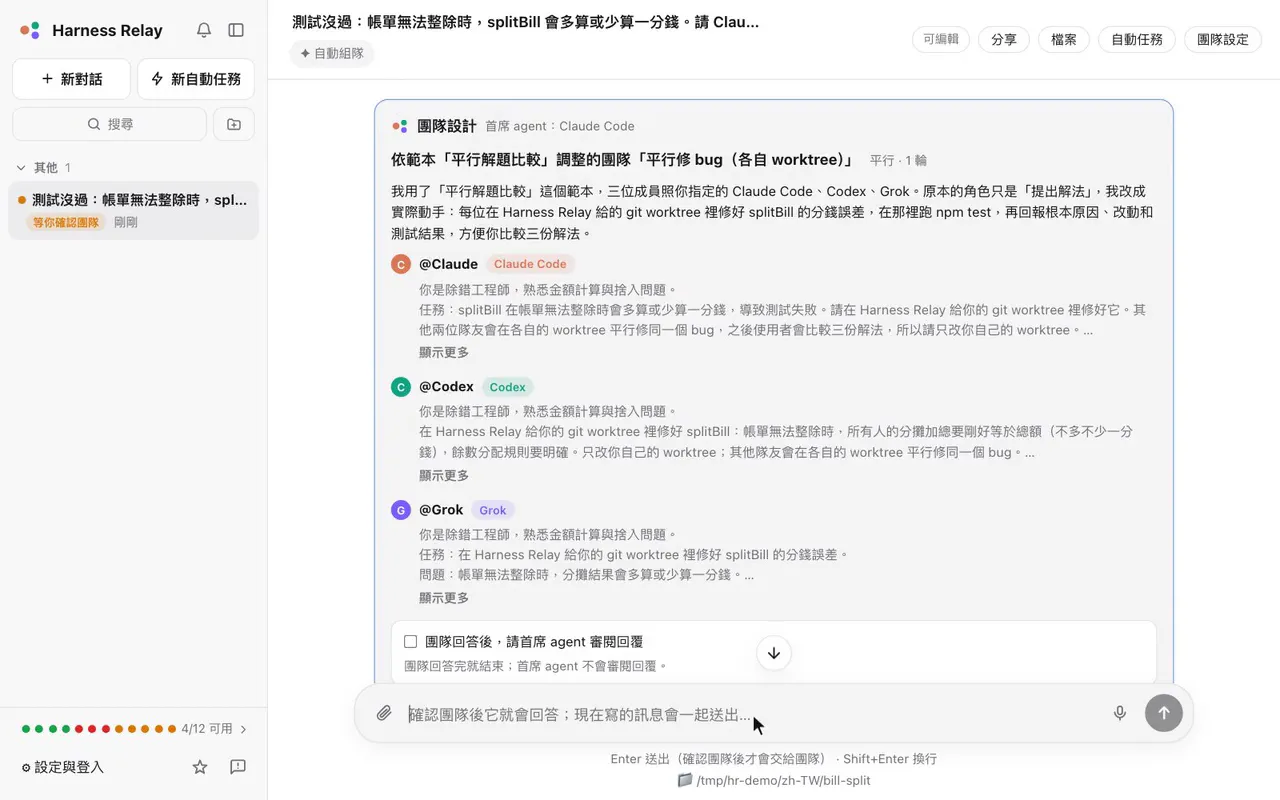 Harness Relay
+ 新對話
新自動任務
搜尋
其他 1
測試沒過：帳單無法整除時，spl...
等你確認團隊 剛剛
4/12 可用
設定與登入
測試沒過：帳單無法整除時，splitBill 會多算或少算一分錢。請 Clau...
自動組隊
可編輯
分享
檔案
自動任務
團隊設定
團隊設計 首席 agent：Claude Code
依範本「平行解題比較」調整的團隊「平行修 bug（各自 worktree）」 平行 · 1 輪
我用了「平行解題比較」這個範本，三位成員照你指定的 Claude Code、Codex、Grok。原本的角色只是「提出解法」，我改成
實際動手：每位在 Harness Relay 給的 git worktree 裡修好 splitBill 的分錢誤差，在那裡跑 npm test，再回報根本原因、改動和
測試結果，方便你比較三份解法。
C @Claude Claude Code
你是除錯工程師，熟悉金額計算與捨入問題。
任務：splitBill 在帳單無法整除時會多算或少算一分錢，導致測試失敗。請在 Harness Relay 給你的 git worktree 裡修好它。其
他兩位隊友會在各自的 worktree 平行修同一個 bug，之後使用者會比較三份解法，所以請只改你自己的 worktree。...
顯示更多
C @Codex Codex
你是除錯工程師，熟悉金額計算與捨入問題。
在 Harness Relay 給你的 git worktree 裡修好 splitBill：帳單無法整除時，所有人的分攤加總要剛好等於總額（不多不少一分
錢），餘數分配規則要明確。只改你自己的 worktree；其他隊友會在各自的 worktree 平行修同一個 bug。...
顯示更多
G @Grok Grok
你是除錯工程師，熟悉金額計算與捨入問題。
任務：在 Harness Relay 給你的 git worktree 裡修好 splitBill 的分錢誤差。
問題：帳單無法整除時，分攤結果會多算或少算一分錢。...
顯示更多
團隊回答後，請首席 agent 審閱回覆
團隊回答完就結束；首席 agent 不會審閱回覆。
確認團隊後它就會回答；現在寫的訊息會一起送出...
Enter 送出（確認團隊後才會交給團隊） · Shift+Enter 換行
/tmp/hr-demo/zh-TW/bill-split